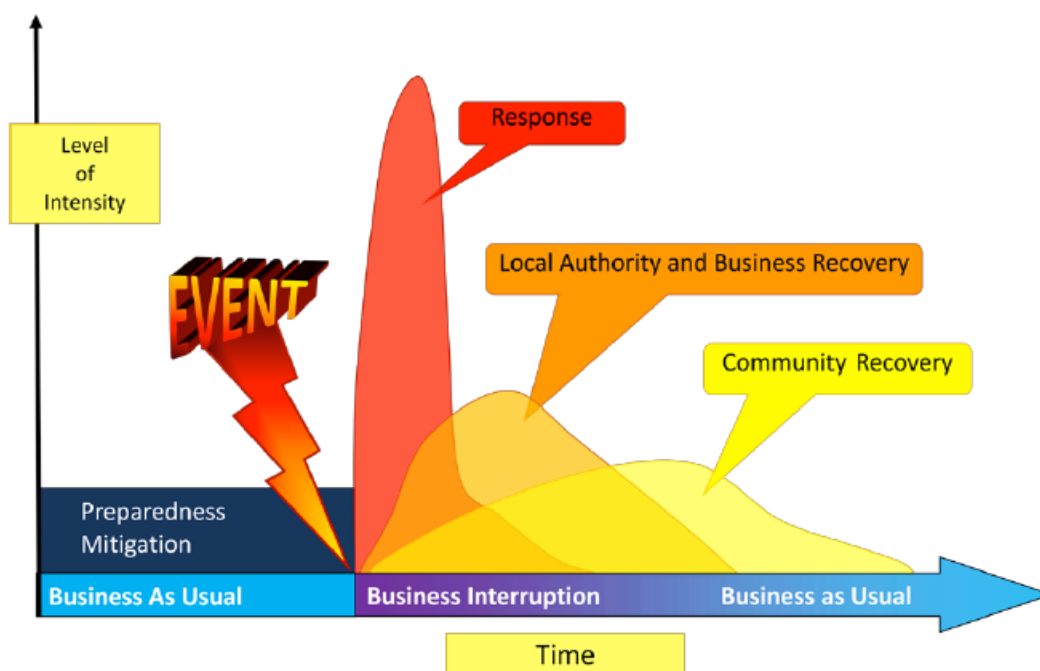 Level
of
Intensity
Response
EVENT
Local Authority and Business Recovery
Community Recovery
Preparedness
Mitigation
Business As Usual
Business Interruption
Business as Usual
Time